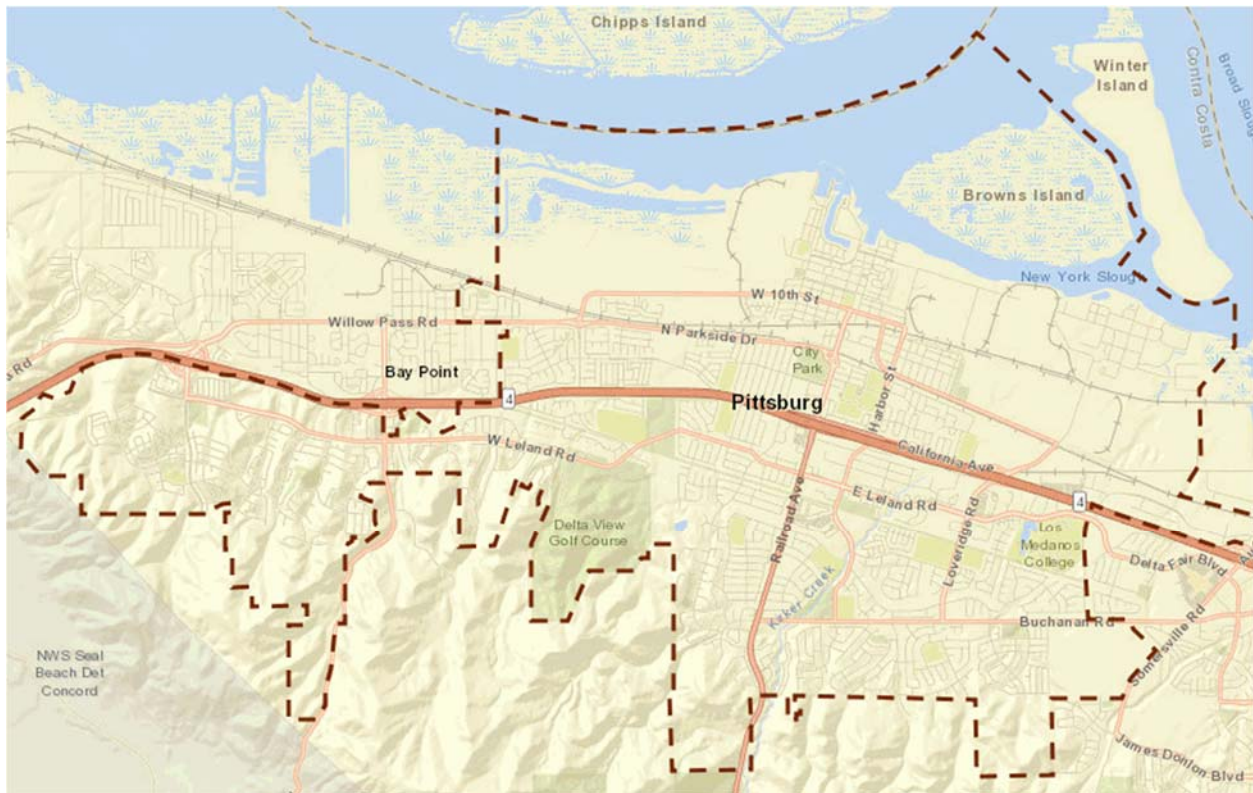 Chipps Island
Winter
Island
Contra Costa
Broad Slough
Browns Island
New York Slough
W 10th St
Willow Pass Rd
N Parkside Dr
City
Park
Bay Point
4
Pittsburg
Harbor St
s Rd
W Leland Rd
California Ave
E Leland Rd
4
Delta View
Golf Course
Railroad Ave
Loveridge Rd
Los
Medanos
College
Delta Fair Blvd
Kirker Creek
Buchanan Rd
Somersville Rd
NWS Seal
Beach Det
Concord
James Donlon Blvd